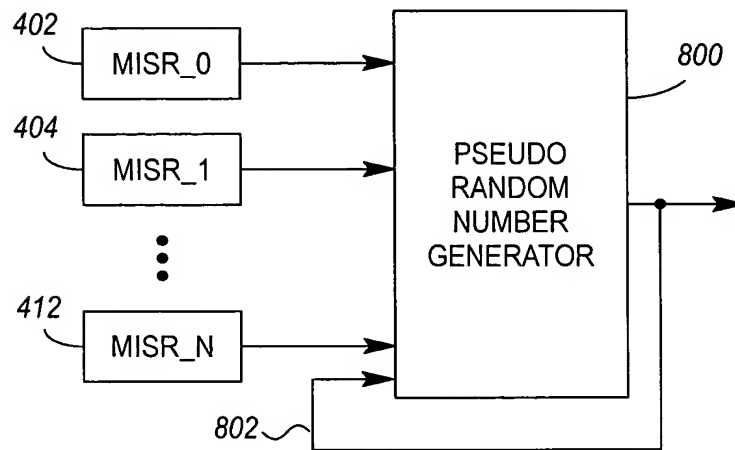 402
MISR_0
800
404
MISR_1
PSEUDO
RANDOM
NUMBER
GENERATOR
412
MISR_N
802